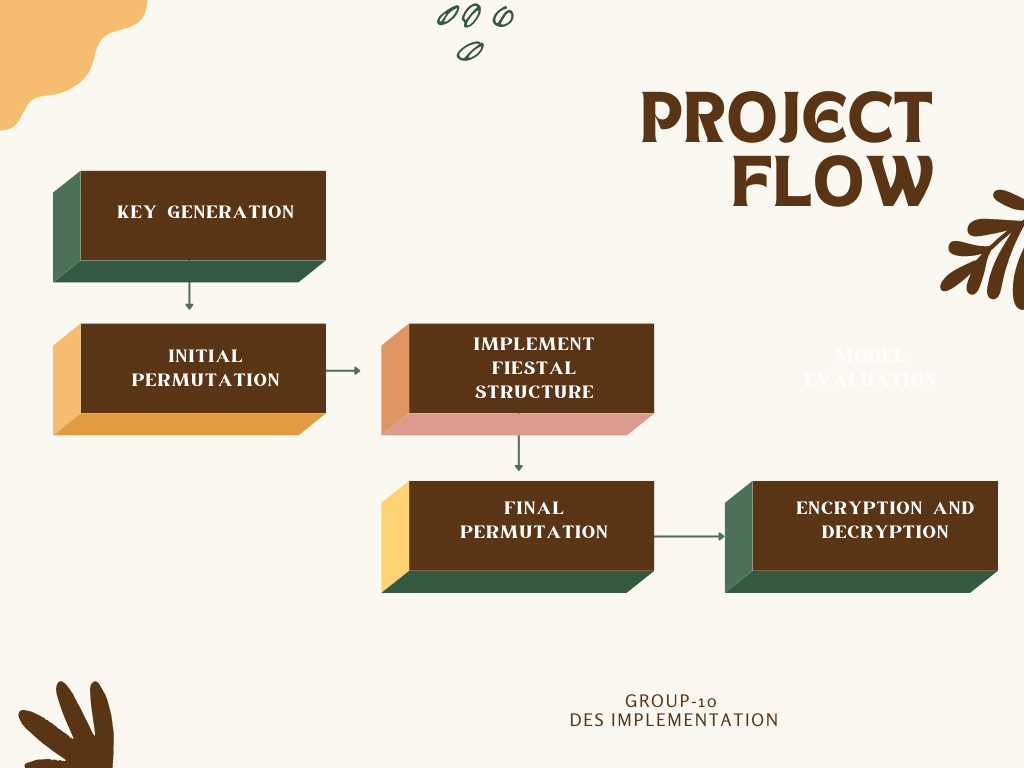 PROJECT
FLOW
KEY GENERATION
INITIAL
PERMUTATION
IMPLEMENT
FIESTAL
STRUCTURE
MODEL
EVALUATION
FINAL
PERMUTATION
ENCRYPTION AND
DECRYPTION
GROUP-10
DES IMPLEMENTATION